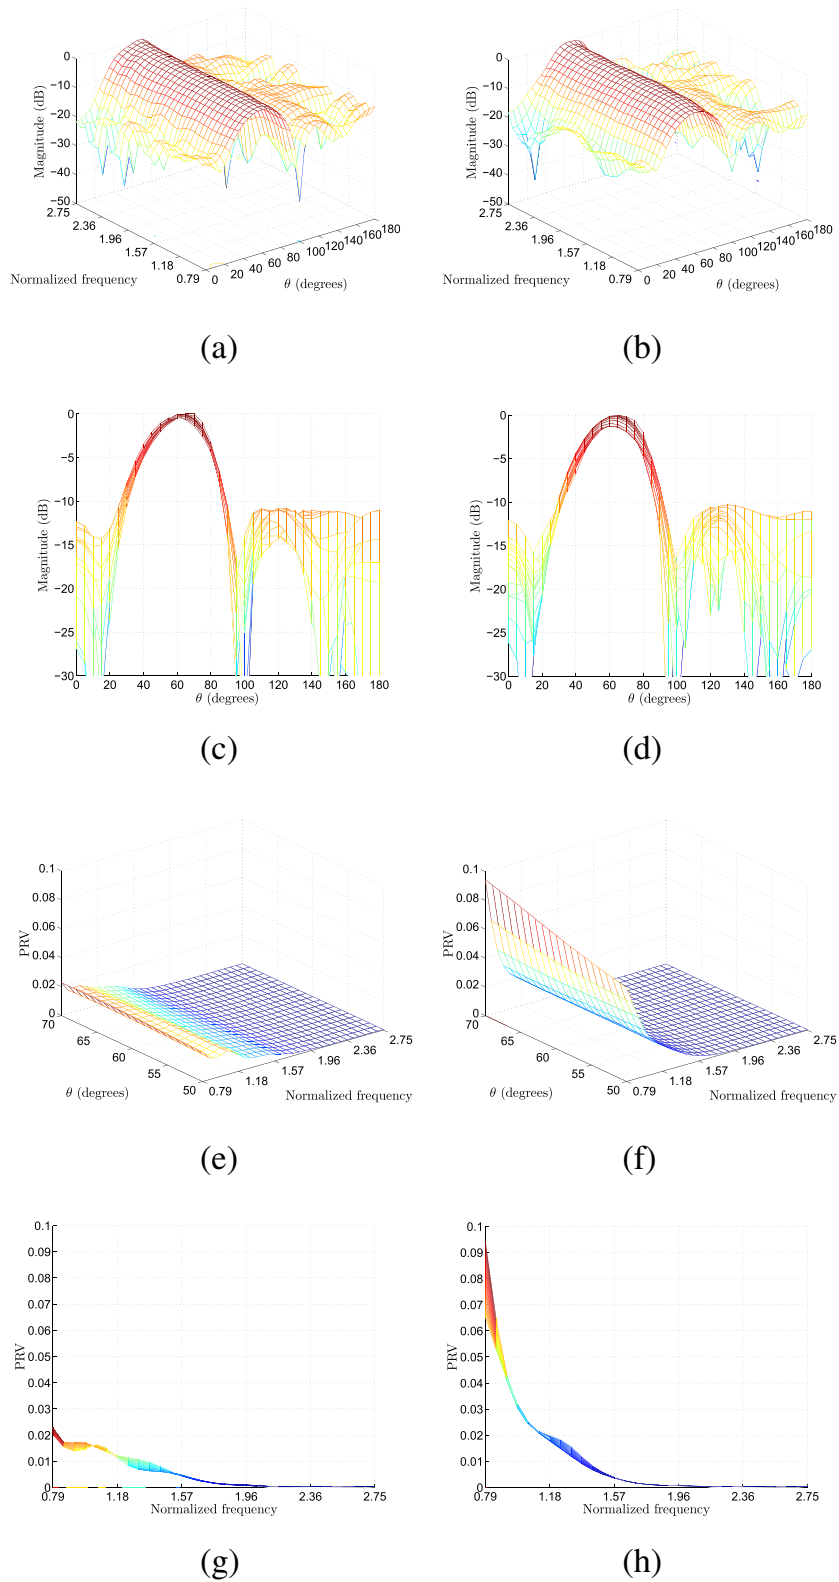 0
−10
−20
−30
−40
−50
Magnitude (dB)
2.75
2.36
1.96
1.57
1.18
0.79
Normalized frequency
0 20 40 60 80 100 120 140 160 180
θ (degrees)
(a)
0
−10
−20
−30
−40
−50
Magnitude (dB)
2.75
2.36
1.96
1.57
1.18
0.79
Normalized frequency
0 20 40 60 80 100 120 140 160 180
θ (degrees)
(b)
0
−5
−10
−15
−20
−25
−30
Magnitude (dB)
0 20 40 60 80 100 120 140 160 180
θ (degrees)
(c)
0
−5
−10
−15
−20
−25
−30
Magnitude (dB)
0 20 40 60 80 100 120 140 160 180
θ (degrees)
(d)
0.1
0.08
0.06
0.04
0.02
0
PRV
70
65
60
55
50
θ (degrees)
0.79 1.18 1.57 1.96 2.36 2.75
Normalized frequency
(e)
0.1
0.08
0.06
0.04
0.02
0
PRV
70
65
60
55
50
θ (degrees)
0.79 1.18 1.57 1.96 2.36 2.75
Normalized frequency
(f)
0.1
0.09
0.08
0.07
0.06
0.05
0.04
0.03
0.02
0.01
0
PRV
0.79 1.18 1.57 1.96 2.36 2.75
Normalized frequency
(g)
0.1
0.09
0.08
0.07
0.06
0.05
0.04
0.03
0.02
0.01
0
PRV
0.79 1.18 1.57 1.96 2.36 2.75
Normalized frequency
(h)